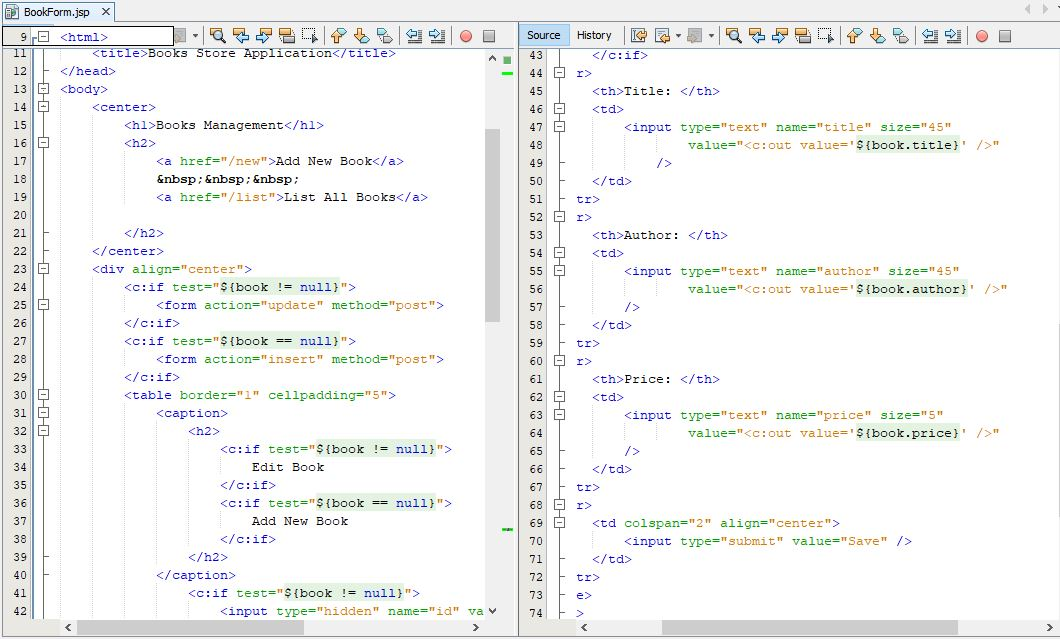 BookForm.jsp
9 <html>
11 <title>Books Store Application</title>
12 </head>
13 <body>
14 <center>
15 <h1>Books Management</h1>
16 <h2>
17 <a href="/new">Add New Book</a>
18 &nbsp;&nbsp;&nbsp;
19 <a href="/list">List All Books</a>
20
21 </h2>
22 </center>
23 <div align="center">
24 <c:if test="${book != null}">
25 <form action="update" method="post">
26 </c:if>
27 <c:if test="${book == null}">
28 <form action="insert" method="post">
29 </c:if>
30 <table border="1" cellpadding="5">
31 <caption>
32 <h2>
33 <c:if test="${book != null}">
34 Edit Book
35 </c:if>
36 <c:if test="${book == null}">
37 Add New Book
38 </c:if>
39 </h2>
40 </caption>
41 <c:if test="${book != null}">
42 <input type="hidden" name="id" va
Source History
43 </c:if>
44 r>
45 <th>Title: </th>
46 <td>
47 <input type="text" name="title" size="45"
48 value="<c:out value='${book.title}' />"
49 />
50 </td>
51 tr>
52 r>
53 <th>Author: </th>
54 <td>
55 <input type="text" name="author" size="45"
56 value="<c:out value='${book.author}' />"
57 />
58 </td>
59 tr>
60 r>
61 <th>Price: </th>
62 <td>
63 <input type="text" name="price" size="5"
64 value="<c:out value='${book.price}' />"
65 />
66 </td>
67 tr>
68 r>
69 <td colspan="2" align="center">
70 <input type="submit" value="Save" />
71 </td>
72 tr>
73 e>
74 >